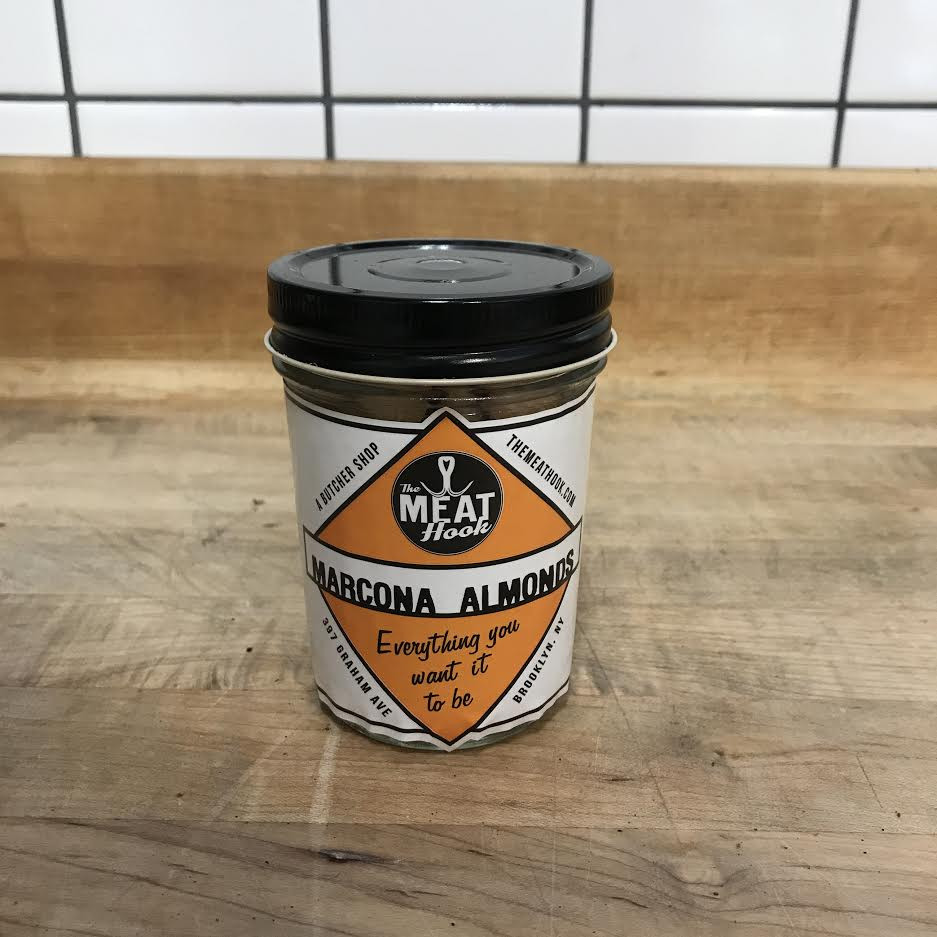 A BUTCHER SHOP
THEMEATHOOK.COM
The
MEAT
Hook
MARCONA ALMONDS
Everything you
want it
to be
397 GRAHAM AVE
BROOKLYN, NY